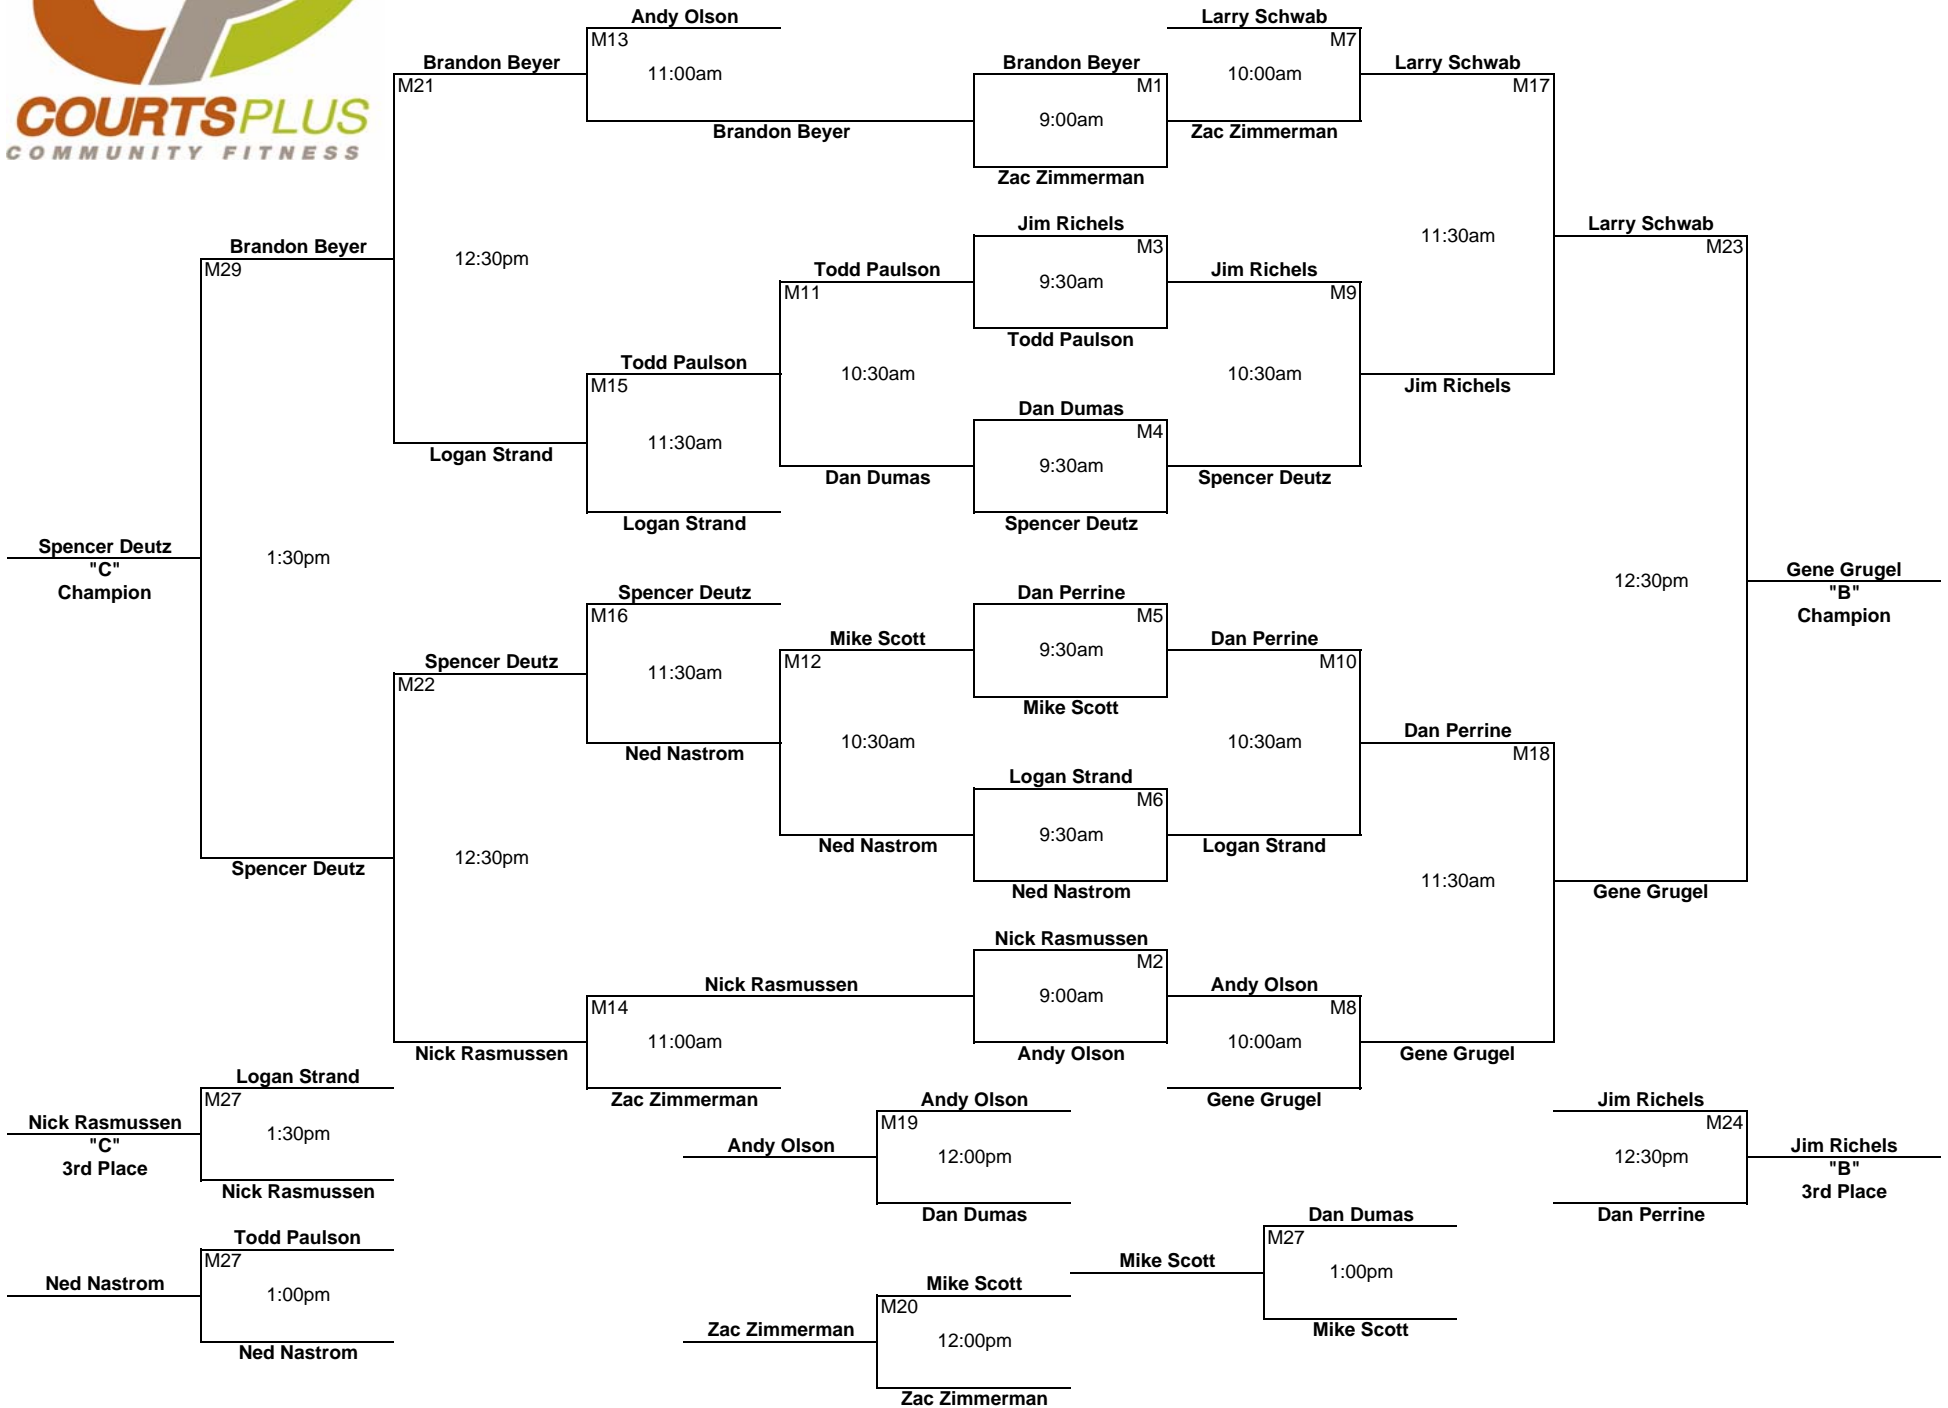 Andy Olson
Larry Schwab
M13
M7
Brandon Beyer
Brandon Beyer
Larry Schwab
11:00am
10:00am
M21
M1
M17
COURTSPLUS
9:00am
Brandon Beyer
Zac Zimmerman
COMMUNITY FITNESS
Zac Zimmerman
Jim Richels
Larry Schwab
11:30am
Brandon Beyer
M3
M23
12:30pm
M29
Todd Paulson
Jim Richels
9:30am
M11
M9
Todd Paulson
Todd Paulson
10:30am
10:30am
M15
Jim Richels
Dan Dumas
M4
11:30am
Logan Strand
9:30am
Dan Dumas
Spencer Deutz
Logan Strand
Spencer Deutz
Spencer Deutz
1:30pm
"C"
Champion
Gene Grugel
12:30pm
"B"
Champion
Spencer Deutz
Dan Perrine
M16
M5
Mike Scott
Dan Perrine
9:30am
Spencer Deutz
M12
M10
11:30am
M22
Mike Scott
Dan Perrine
10:30am
10:30am
Ned Nastrom
M18
Logan Strand
M6
9:30am
Ned Nastrom
Logan Strand
12:30pm
Spencer Deutz
11:30am
Ned Nastrom
Gene Grugel
Nick Rasmussen
M2
Nick Rasmussen
Andy Olson
9:00am
M14
M8
11:00am
10:00am
Nick Rasmussen
Andy Olson
Gene Grugel
Logan Strand
M27
Zac Zimmerman
Andy Olson
Gene Grugel
Jim Richels
Nick Rasmussen
M19
M24
1:30pm
"C"
Andy Olson
Jim Richels
12:00pm
12:30pm
3rd Place
"B"
Nick Rasmussen
3rd Place
Dan Dumas
Dan Dumas
Dan Perrine
Todd Paulson
M27
M27
Mike Scott
1:00pm
Ned Nastrom
Mike Scott
1:00pm
M20
Zac Zimmerman
Mike Scott
12:00pm
Ned Nastrom
Zac Zimmerman